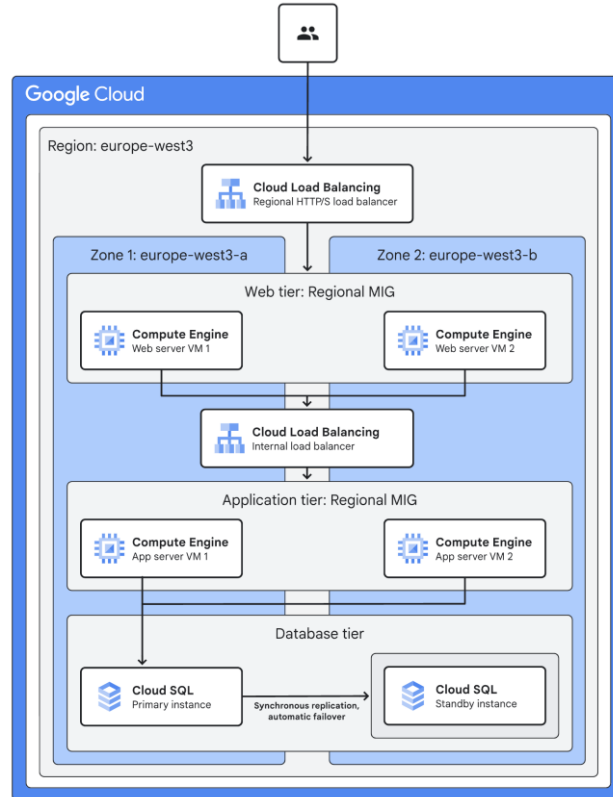 Google Cloud
Region: europe-west3
Cloud Load Balancing
Regional HTTP/S load balancer
Zone 1: europe-west3-a
Zone 2: europe-west3-b
Web tier: Regional MIG
Compute Engine
Web server VM 1
Compute Engine
Web server VM 2
Cloud Load Balancing
Internal load balancer
Application tier: Regional MIG
Compute Engine
App server VM 1
Compute Engine
App server VM 2
Database tier
Cloud SQL
Primary instance
Synchronous replication,
automatic failover
Cloud SQL
Standby instance